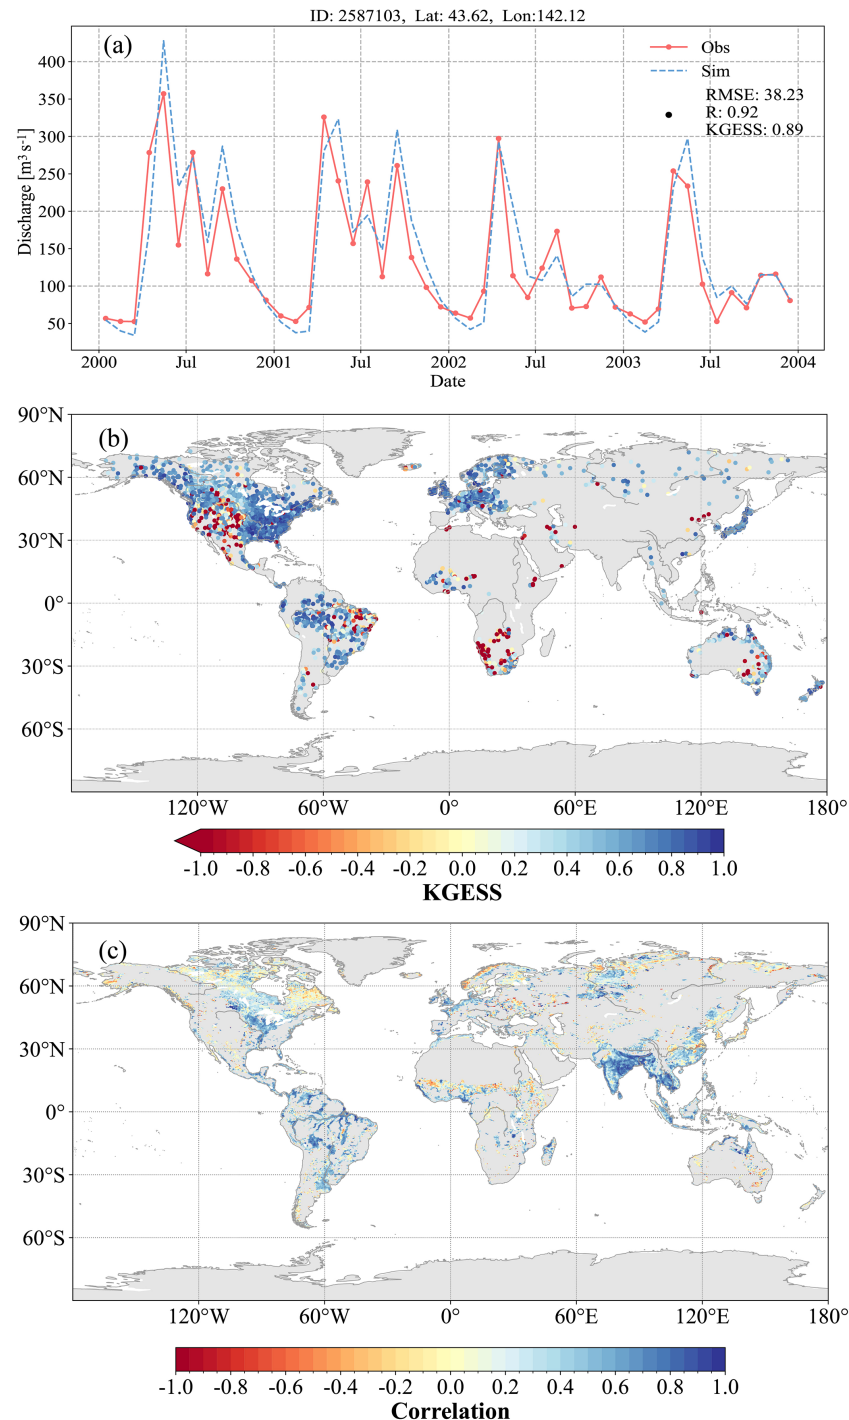 ID: 2587103, Lat: 43.62, Lon:142.12
(a)
Obs
Sim
RMSE: 38.23
R: 0.92
KGESS: 0.89
Discharge [m³ s⁻¹]
400
350
300
250
200
150
100
50
2000 Jul 2001 Jul 2002 Jul 2003 Jul 2004
Date
(b)
90°N
60°N
30°N
0°
30°S
60°S
120°W 60°W 0° 60°E 120°E 180°
-1.0 -0.8 -0.6 -0.4 -0.2 0.0 0.2 0.4 0.6 0.8 1.0
KGESS
(c)
90°N
60°N
30°N
0°
30°S
60°S
120°W 60°W 0° 60°E 120°E 180°
-1.0 -0.8 -0.6 -0.4 -0.2 0.0 0.2 0.4 0.6 0.8 1.0
Correlation